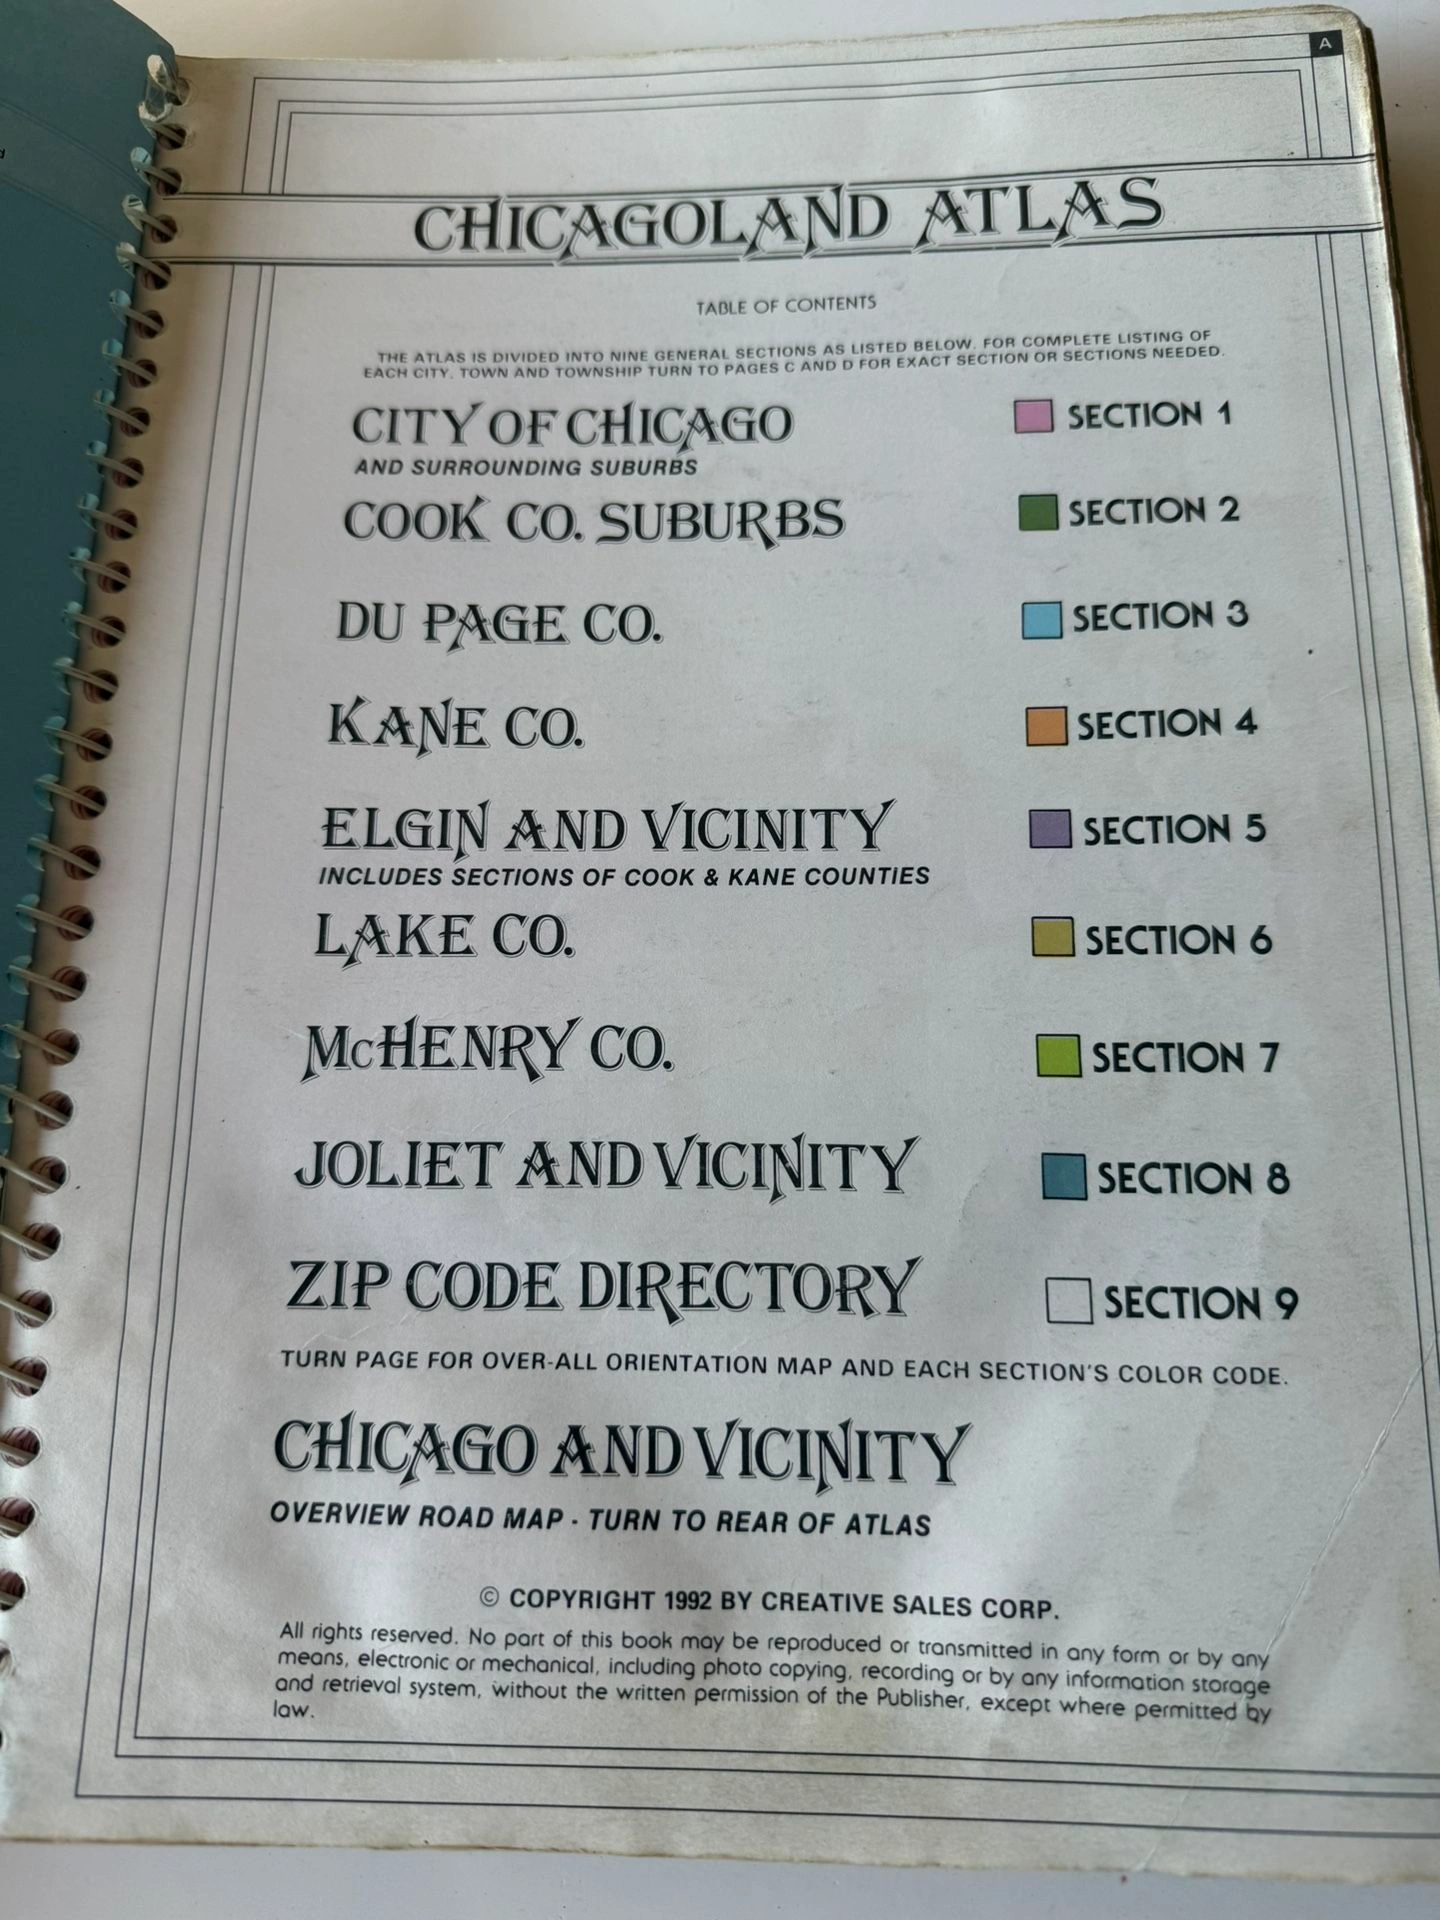 A
CHICAGOLAND ATLAS
TABLE OF CONTENTS
THE ATLAS IS DIVIDED INTO NINE GENERAL SECTIONS AS LISTED BELOW. FOR COMPLETE LISTING OF
EACH CITY, TOWN AND TOWNSHIP TURN TO PAGES C AND D FOR EXACT SECTION OR SECTIONS NEEDED.
CITY OF CHICAGO SECTION 1
AND SURROUNDING SUBURBS
COOK CO. SUBURBS SECTION 2
DU PAGE CO. SECTION 3
KANE CO. SECTION 4
ELGIN AND VICINITY SECTION 5
INCLUDES SECTIONS OF COOK & KANE COUNTIES
LAKE CO. SECTION 6
McHENRY CO. SECTION 7
JOLIET AND VICINITY SECTION 8
ZIP CODE DIRECTORY SECTION 9
TURN PAGE FOR OVER-ALL ORIENTATION MAP AND EACH SECTION'S COLOR CODE.
CHICAGO AND VICINITY
OVERVIEW ROAD MAP - TURN TO REAR OF ATLAS
© COPYRIGHT 1992 BY CREATIVE SALES CORP.
All rights reserved. No part of this book may be reproduced or transmitted in any form or by any
means, electronic or mechanical, including photo copying, recording or by any information storage
and retrieval system, without the written permission of the Publisher, except where permitted by
law.